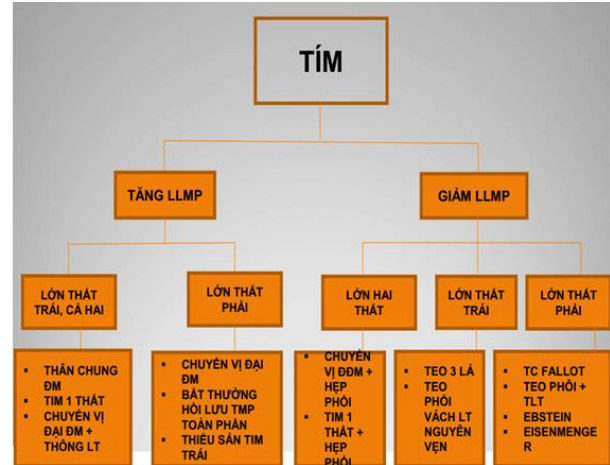 TÍM
TĂNG LLMP
GIẢM LLMP
LỚN THẤT
TRÁI, CẢ HAI
LỚN THẤT
PHẢI
LỚN HAI
THẤT
LỚN THẤT
TRÁI
LỚN THẤT
PHẢI
▪ THÂN CHUNG
ĐM
▪ TIM 1 THẤT
▪ CHUYỂN VỊ
ĐẠI ĐM +
THÔNG LT
▪ CHUYỂN VỊ ĐẠI
ĐM
▪ BẤT THƯỜNG
HỒI LƯU TMP
TOÀN PHẦN
▪ THIỂU SẢN TIM
TRÁI
▪ CHUYỂN
VỊ ĐĐM +
HẸP
PHỔI
▪ TIM 1
THẤT +
HẸP
PHỔI
▪ TEO 3 LÁ
▪ TEO
PHỔI
VÁCH LT
NGUYÊN
VẸN
▪ TC FALLOT
▪ TEO PHỔI +
TLT
▪ EBSTEIN
▪ EISENMENGE
R